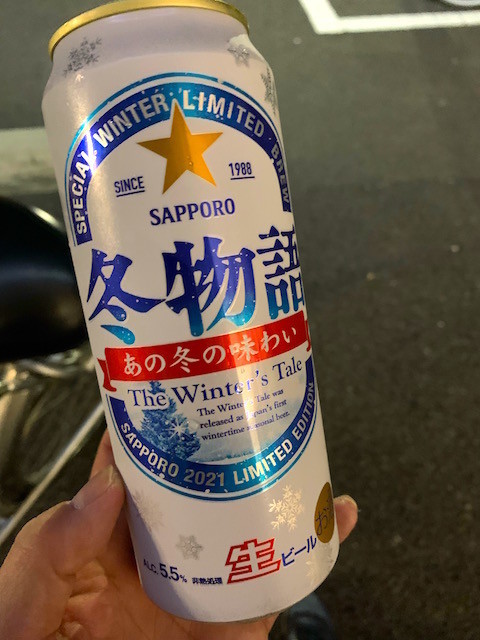 SPECIAL WINTER LIMITED BREW
SINCE 1988
SAPPORO
冬物語
あの冬の味わい
The Winter's Tale
The Winter's Tale was
released as Japan's first
wintertime seasonal beer.
SAPPORO 2021 LIMITED EDITION
ALC. 5.5% 非熱処理 生ビール
お